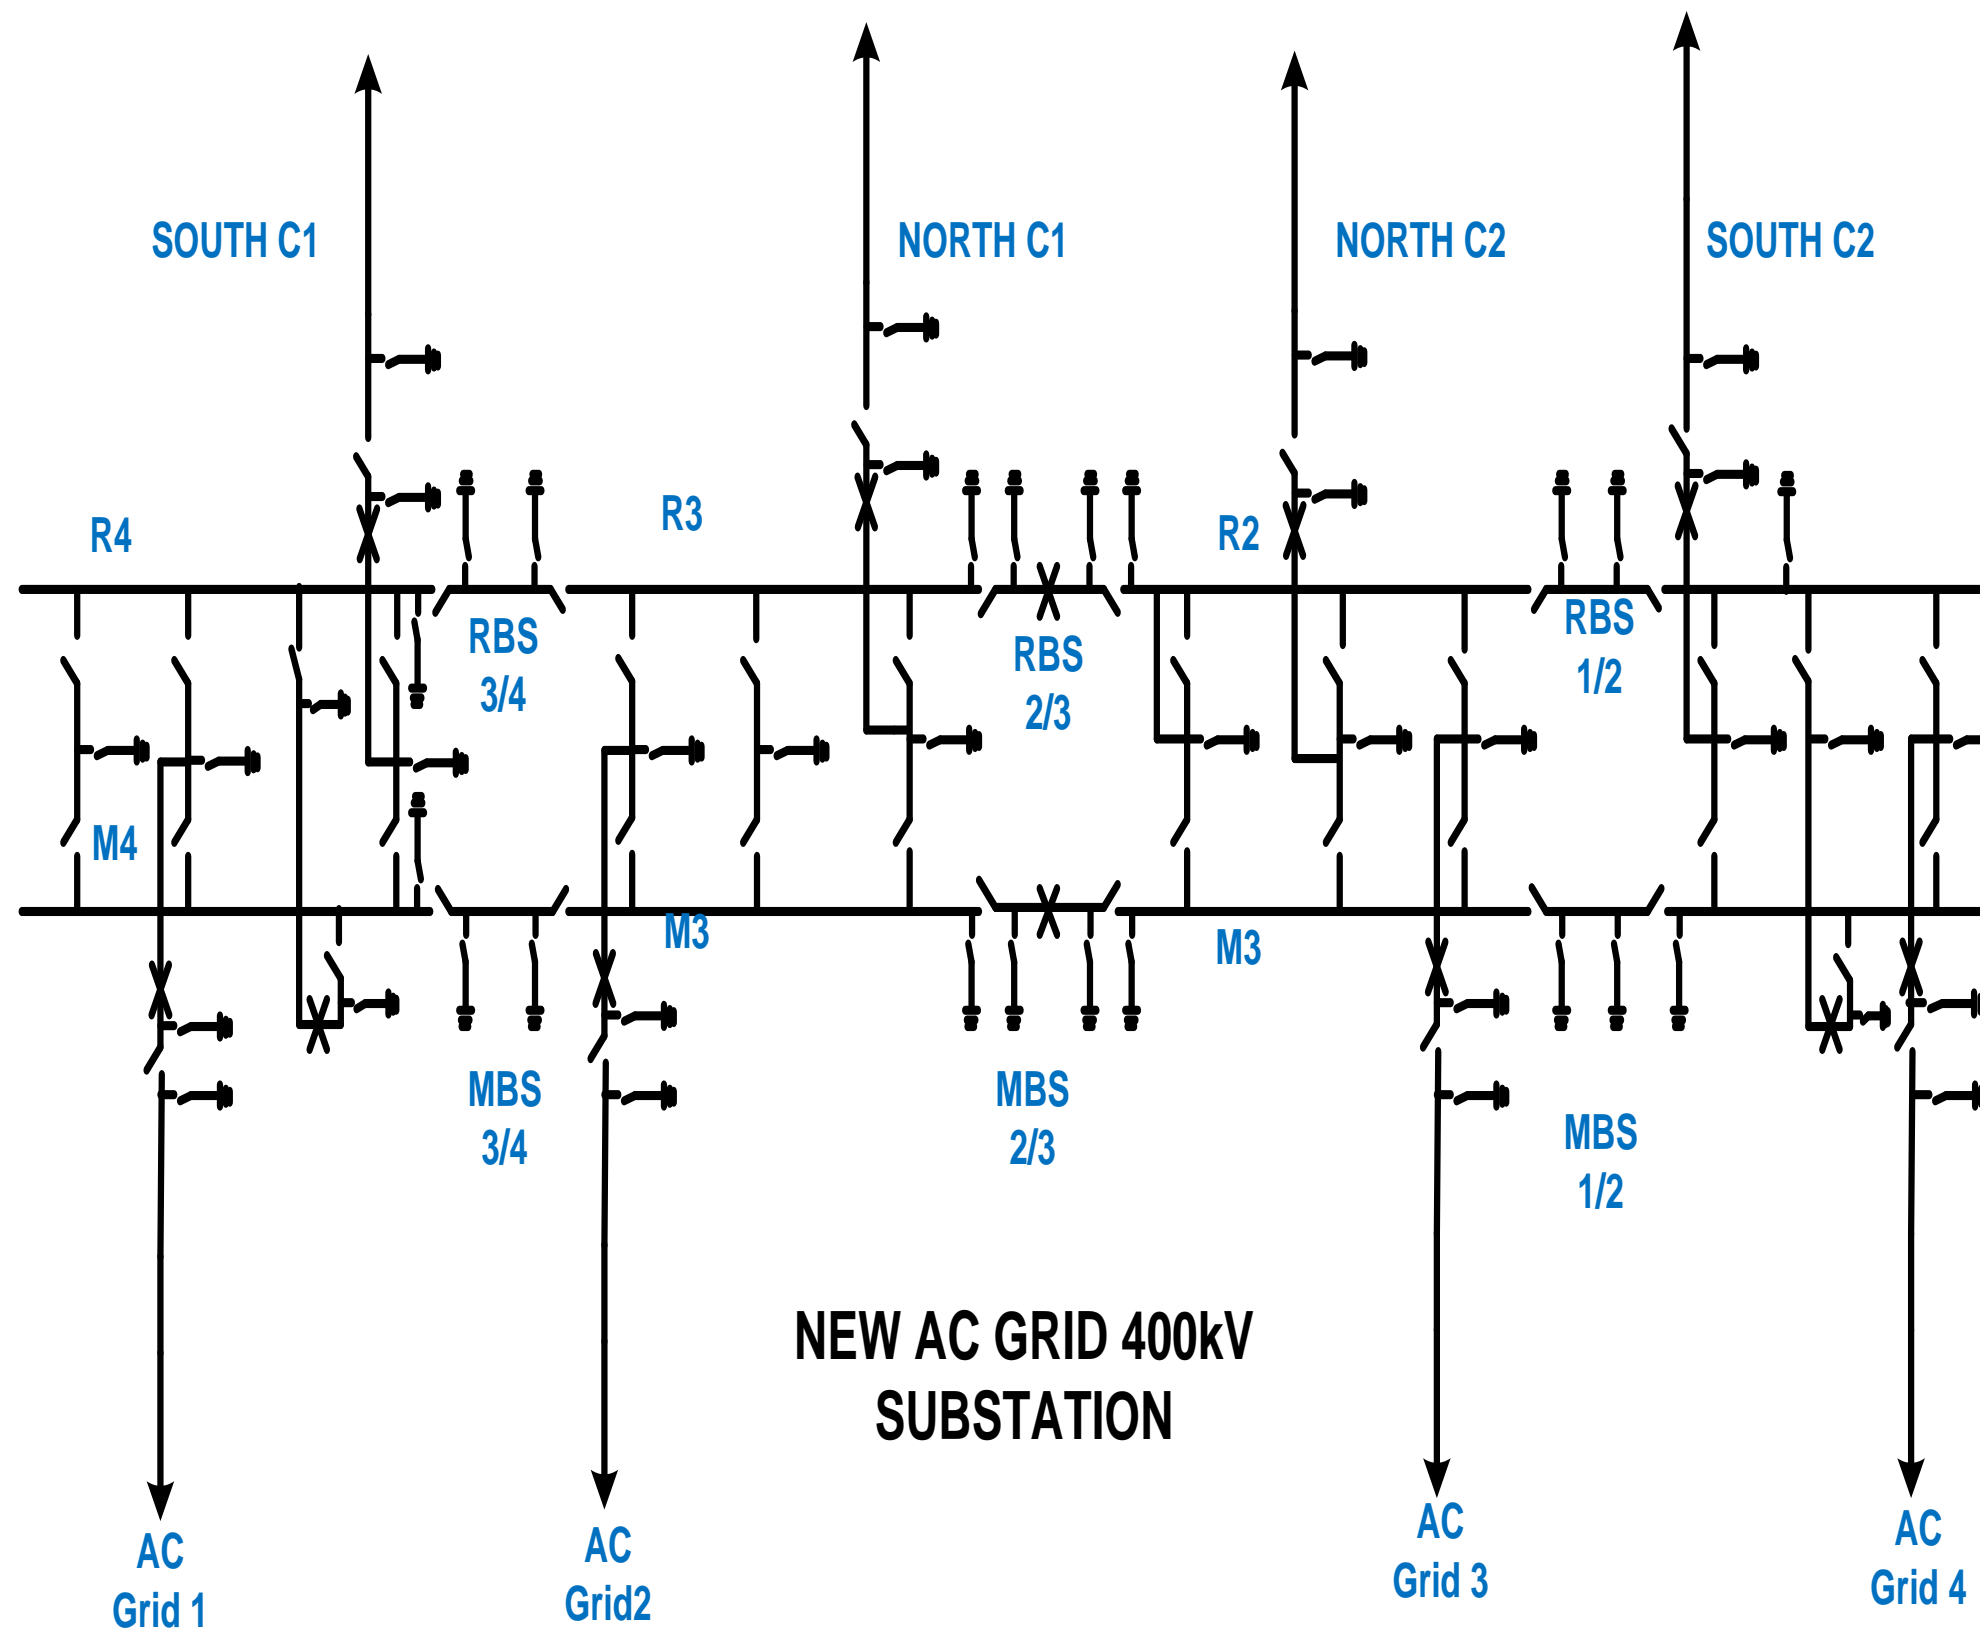 SOUTH C1
NORTH C1
NORTH C2
SOUTH C2
R4
R3
R2
RBS
3/4
RBS
2/3
RBS
1/2
M4
M3
M3
MBS
3/4
MBS
2/3
MBS
1/2
NEW AC GRID 400kV
SUBSTATION
AC
Grid 1
AC
Grid2
AC
Grid 3
AC
Grid 4